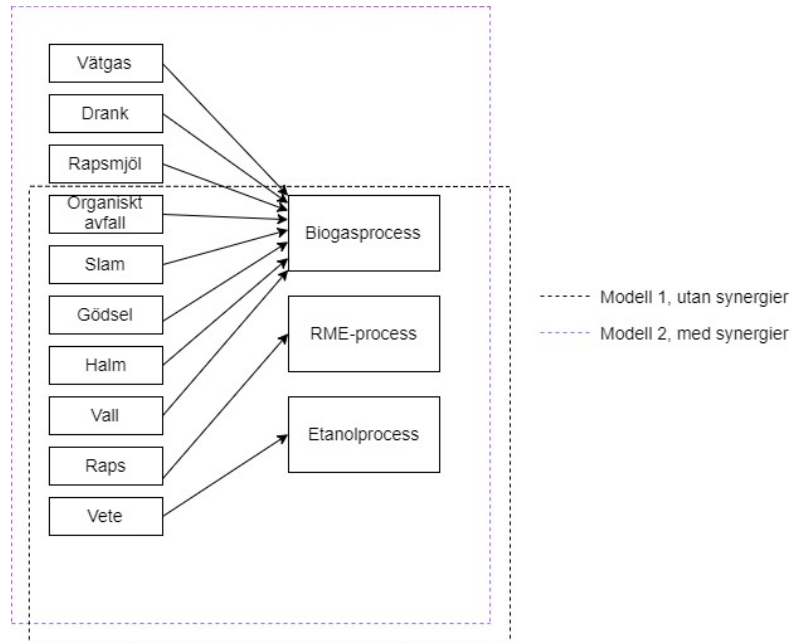 Vätgas
Drank
Rapsmjöl
Organiskt
avfall
Slam
Gödsel
Halm
Vall
Raps
Vete
Biogasprocess
RME-process
Etanolprocess
Modell 1, utan synergier
Modell 2, med synergier